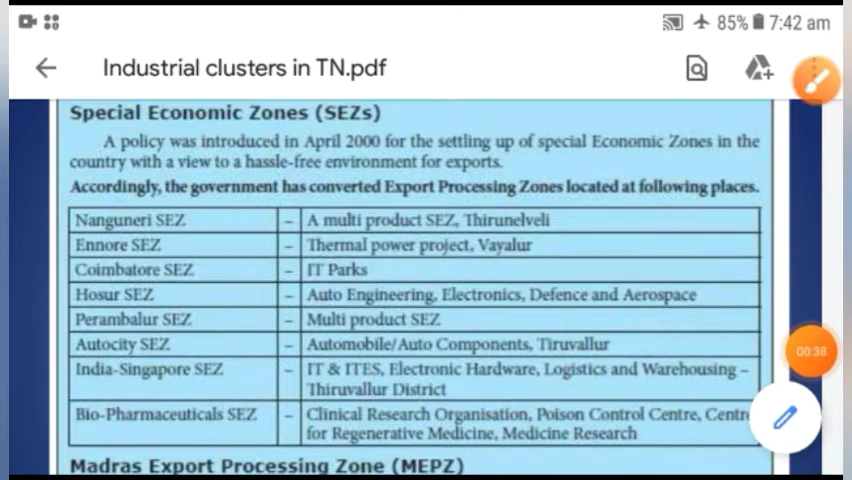 85% 7:42 am
Industrial clusters in TN.pdf
Special Economic Zones (SEZs)
A policy was introduced in April 2000 for the settling up of special Economic Zones in the
country with a view to a hassle-free environment for exports.
Accordingly, the government has converted Export Processing Zones located at following places.
Nanguneri SEZ – A multi product SEZ, Thirunelveli
Ennore SEZ – Thermal power project, Vayalur
Coimbatore SEZ – IT Parks
Hosur SEZ – Auto Engineering, Electronics, Defence and Aerospace
Perambalur SEZ – Multi product SEZ
00:38
Autocity SEZ – Automobile/Auto Components, Tiruvallur
India-Singapore SEZ – IT & ITES, Electronic Hardware, Logistics and Warehousing –
Thiruvallur District
Bio-Pharmaceuticals SEZ – Clinical Research Organisation, Poison Control Centre, Centr
for Regenerative Medicine, Medicine Research
Madras Export Processing Zone (MEPZ)